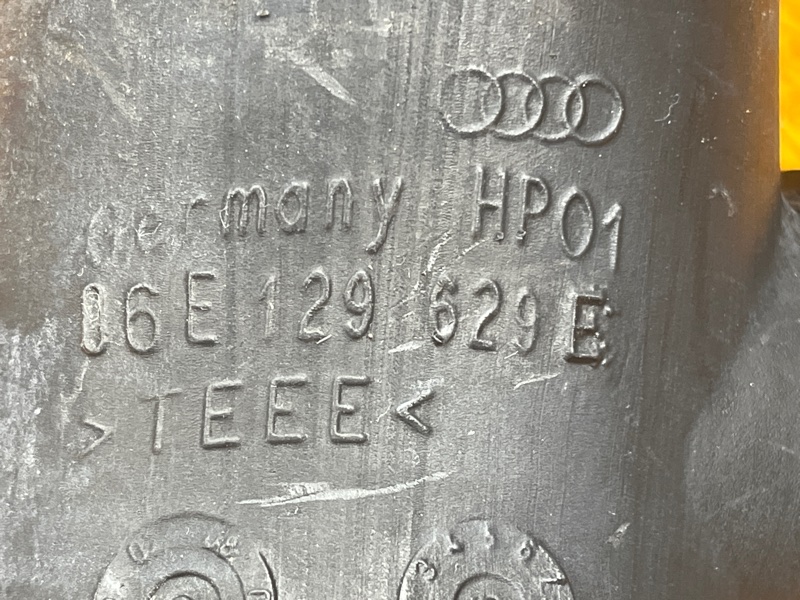 Germany HP01
06E 129 629 E
>TEEE<